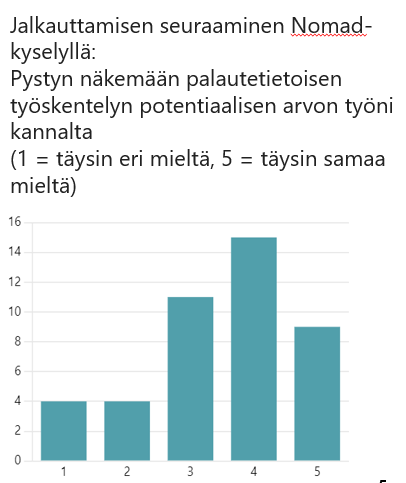 Jalkauttamisen seuraaminen Nomad-
kyselyllä:
Pystyn näkemään palautetietoisen
työskentelyn potentiaalisen arvon työni
kannalta
(1 = täysin eri mieltä, 5 = täysin samaa
mieltä)
16
14
12
10
8
6
4
2
0
1 2 3 4 5